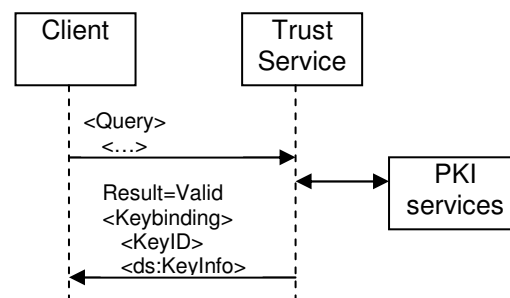 Client
Trust
Service
<Query>
<...>
PKI
services
Result=Valid
<Keybinding>
<KeyID>
<ds:KeyInfo>